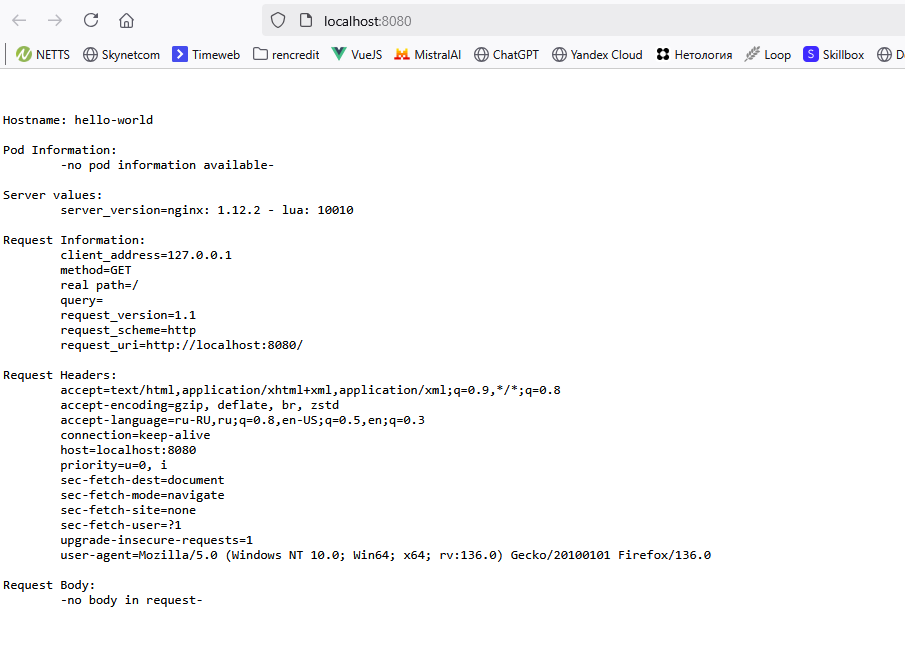 localhost:8080
NETTS Skynetcom Timeweb rencredit VueJS MistralAI ChatGPT Yandex Cloud Нетология Loop S Skillbox
Hostname: hello-world
Pod Information:
-no pod information available-
Server values:
server_version=nginx: 1.12.2 - lua: 10010
Request Information:
client_address=127.0.0.1
method=GET
real path=/
query=
request_version=1.1
request_scheme=http
request_uri=http://localhost:8080/
Request Headers:
accept=text/html,application/xhtml+xml,application/xml;q=0.9,*/*;q=0.8
accept-encoding=gzip, deflate, br, zstd
accept-language=ru-RU,ru;q=0.8,en-US;q=0.5,en;q=0.3
connection=keep-alive
host=localhost:8080
priority=u=0, i
sec-fetch-dest=document
sec-fetch-mode=navigate
sec-fetch-site=none
sec-fetch-user=?1
upgrade-insecure-requests=1
user-agent=Mozilla/5.0 (Windows NT 10.0; Win64; x64; rv:136.0) Gecko/20100101 Firefox/136.0
Request Body:
-no body in request-